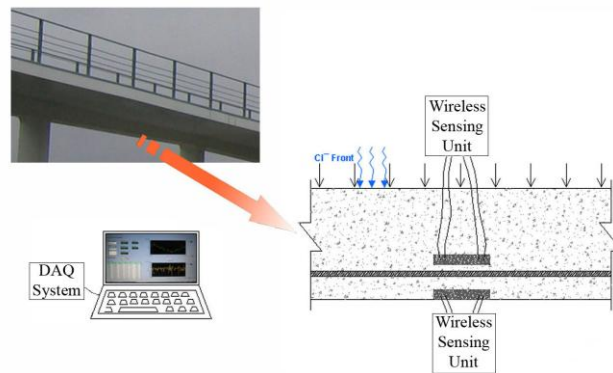 Wireless
Sensing
Unit
Cl⁻ Front
DAQ
System
Wireless
Sensing
Unit